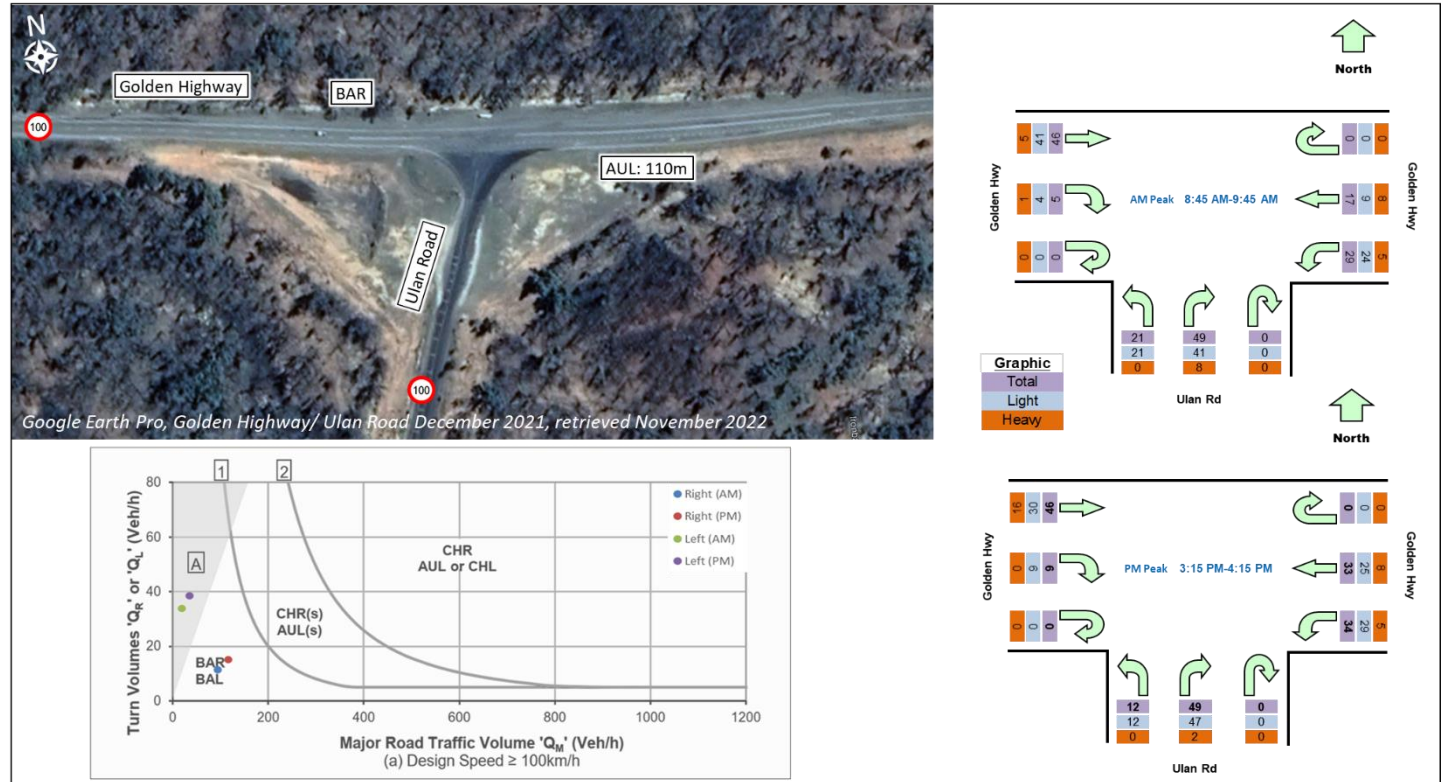 N
Golden Highway
BAR
100
AUL: 110m
Ulan Road
100
Google Earth Pro, Golden Highway/ Ulan Road December 2021, retrieved November 2022
1
2
A
Turn Volumes 'Q_R' or 'Q_L' (Veh/h)
80
60
40
20
0
CHR
AUL or CHL
CHR(s)
AUL(s)
BAR
BAL
Right (AM)
Right (PM)
Left (AM)
Left (PM)
0 200 400 600 800 1000 1200
Major Road Traffic Volume 'Q_M' (Veh/h)
(a) Design Speed ≥ 100km/h
North
Golden Hwy
5 41 46
1 4 5
0 0 0
AM Peak 8:45 AM-9:45 AM
0 0 0
17 9 8
29 24 5
Golden Hwy
21 49 0
21 41 0
0 8 0
Ulan Rd
Graphic
Total
Light
Heavy
North
Golden Hwy
16 30 46
0 9 9
0 0 0
PM Peak 3:15 PM-4:15 PM
0 0 0
33 25 8
34 29 5
Golden Hwy
12 49 0
12 47 0
0 2 0
Ulan Rd